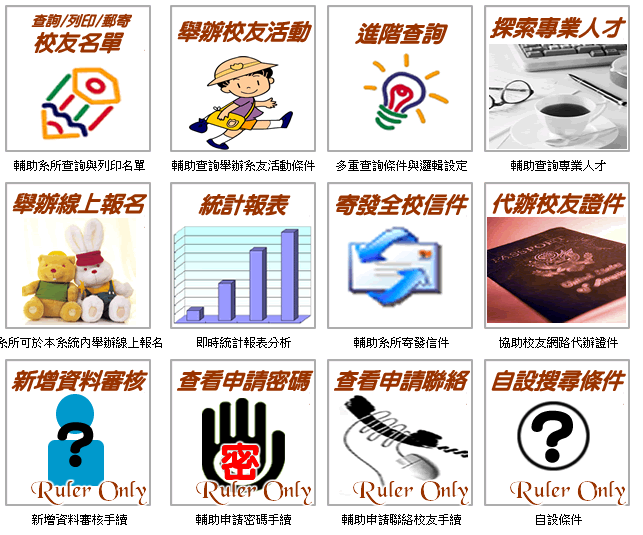 查詢/列印/郵寄
校友名單
輔助系所查詢與列印名單
舉辦校友活動
輔助查詢舉辦系友活動條件
進階查詢
多重查詢條件與邏輯設定
探索專業人才
輔助查詢專業人才
舉辦線上報名
系所可於本系統內舉辦線上報名
統計報表
即時統計報表分析
寄發全校信件
輔助系所寄發信件
代辦校友證件
PASSPORT
協助校友網路代辦證件
新增資料審核
Ruler Only
新增資料審核手續
查看申請密碼
密
Ruler Only
輔助申請密碼手續
查看申請聯絡
Ruler Only
輔助申請聯絡校友手續
自設搜尋條件
Ruler Only
自設條件